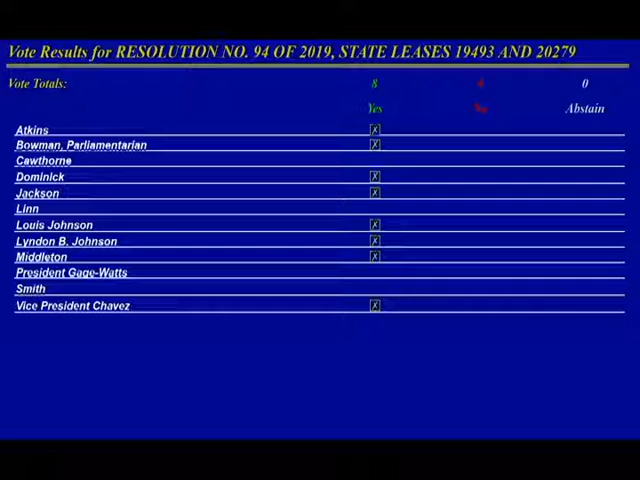 Vote Results for RESOLUTION NO. 94 OF 2019, STATE LEASES 19493 AND 20279
Vote Totals: 8 0
Yes No Abstain
Atkins
Bowman, Parliamentarian
Cawthorne
Dominick
Jackson
Linn
Louis Johnson
Lyndon B. Johnson
Middleton
President Gage-Watts
Smith
Vice President Chavez